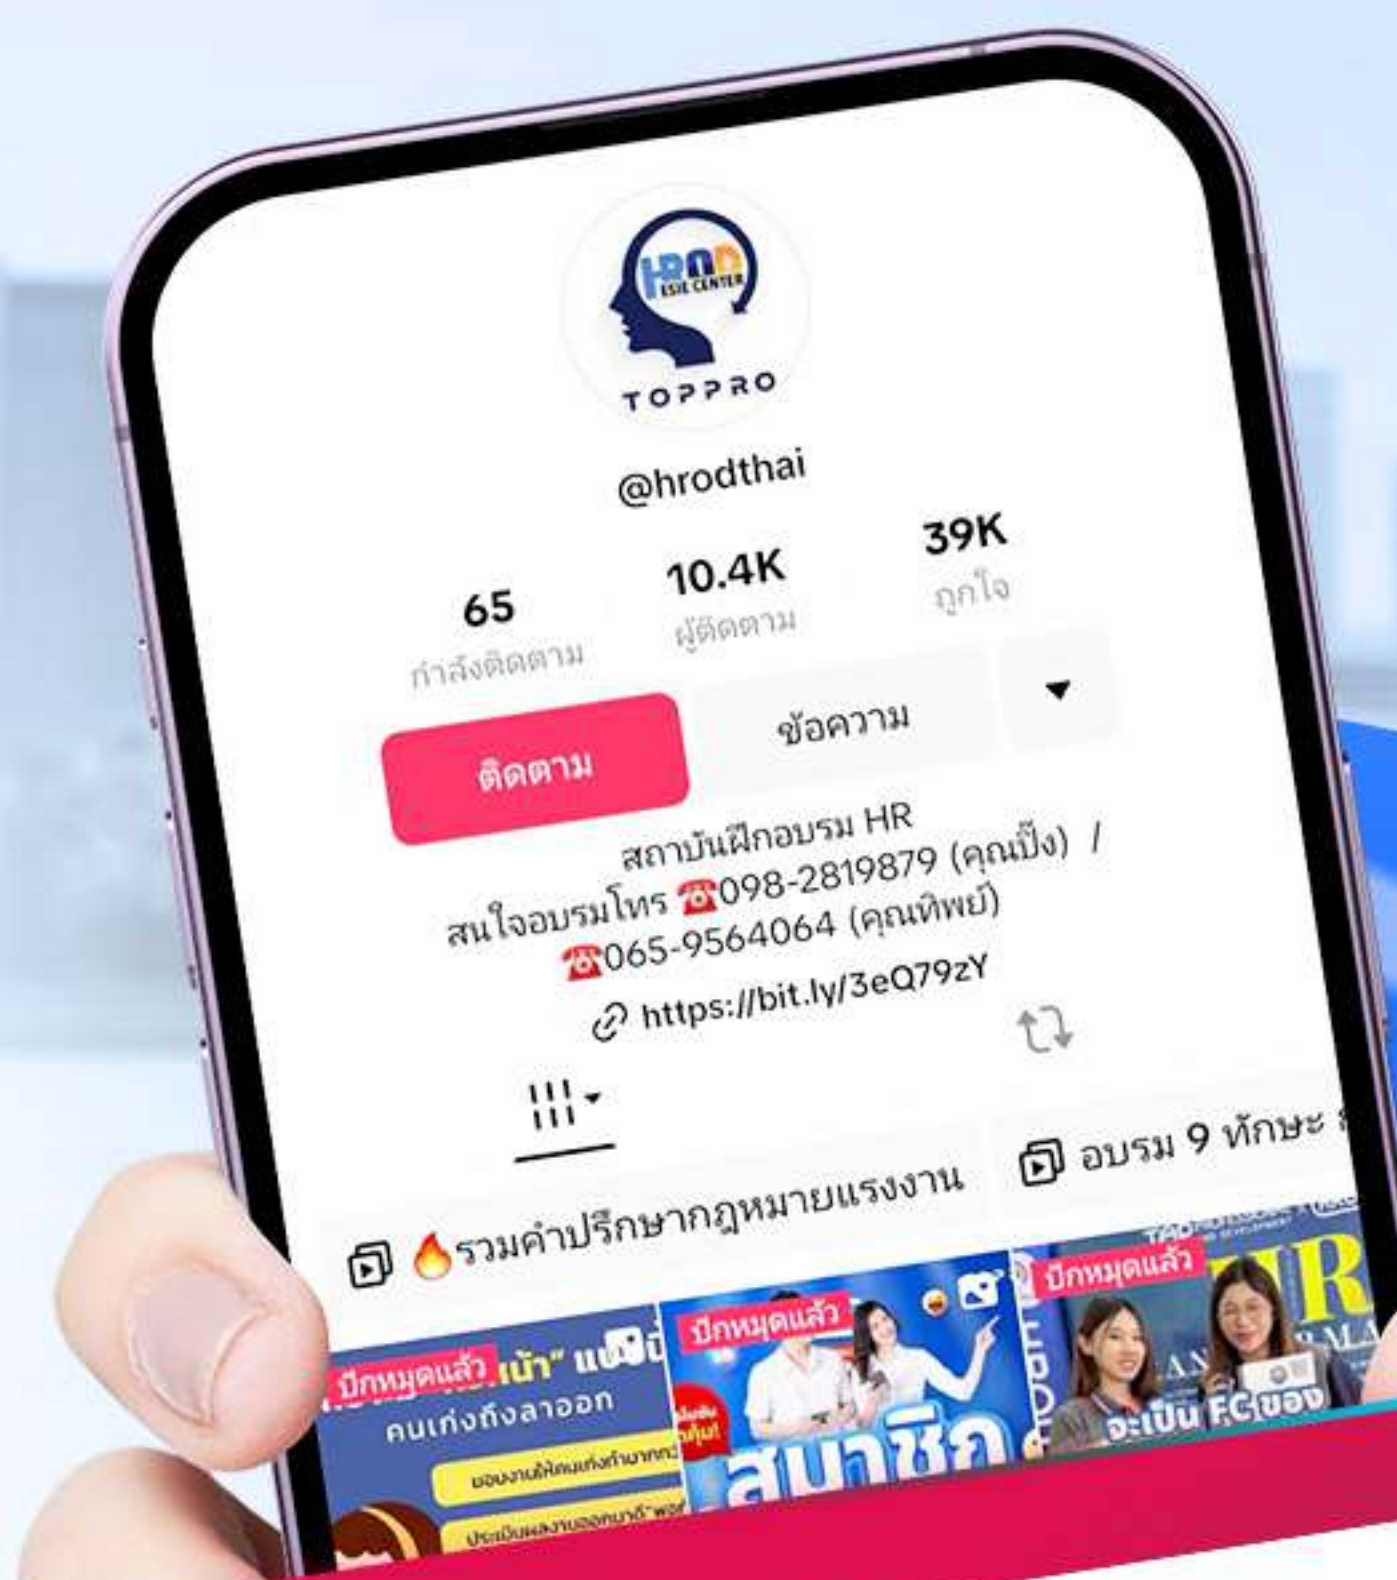 HROD
ESIE CENTER
TOPPRO
@hrodthai
65
10.4K
39K
กำลังติดตาม
ผู้ติดตาม
ถูกใจ
ติดตาม
ข้อความ
สถาบันฝึกอบรม HR
สนใจอบรมโทร ☎098-2819879 (คุณปิ๊ง) /
☎065-9564064 (คุณทิพย์)
https://bit.ly/3eQ79zY
🔥รวมคำปรึกษากฎหมายแรงงาน
อบรม 9 ทักษะ
ปักหมุดแล้ว
ปักหมุดแล้ว
ปักหมุดแล้ว
คนเก่งถึงลาออก
สมาชิก
จะเป็น FC ของ